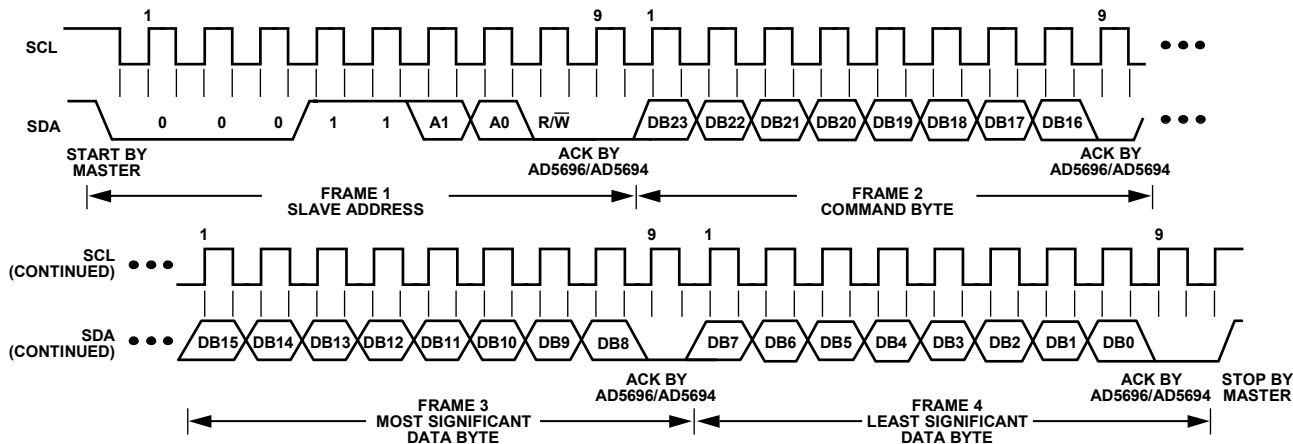 1 9 1 9
SCL
SDA
0 0 0 1 1 A1 A0 R/W̅ DB23 DB22 DB21 DB20 DB19 DB18 DB17 DB16
START BY
MASTER
ACK BY
AD5696/AD5694
ACK BY
AD5696/AD5694
FRAME 1
SLAVE ADDRESS
FRAME 2
COMMAND BYTE
1 9 1 9
SCL
(CONTINUED)
SDA
(CONTINUED)
DB15 DB14 DB13 DB12 DB11 DB10 DB9 DB8 DB7 DB6 DB5 DB4 DB3 DB2 DB1 DB0
ACK BY
AD5696/AD5694
ACK BY
AD5696/AD5694
STOP BY
MASTER
FRAME 3
MOST SIGNIFICANT
DATA BYTE
FRAME 4
LEAST SIGNIFICANT
DATA BYTE